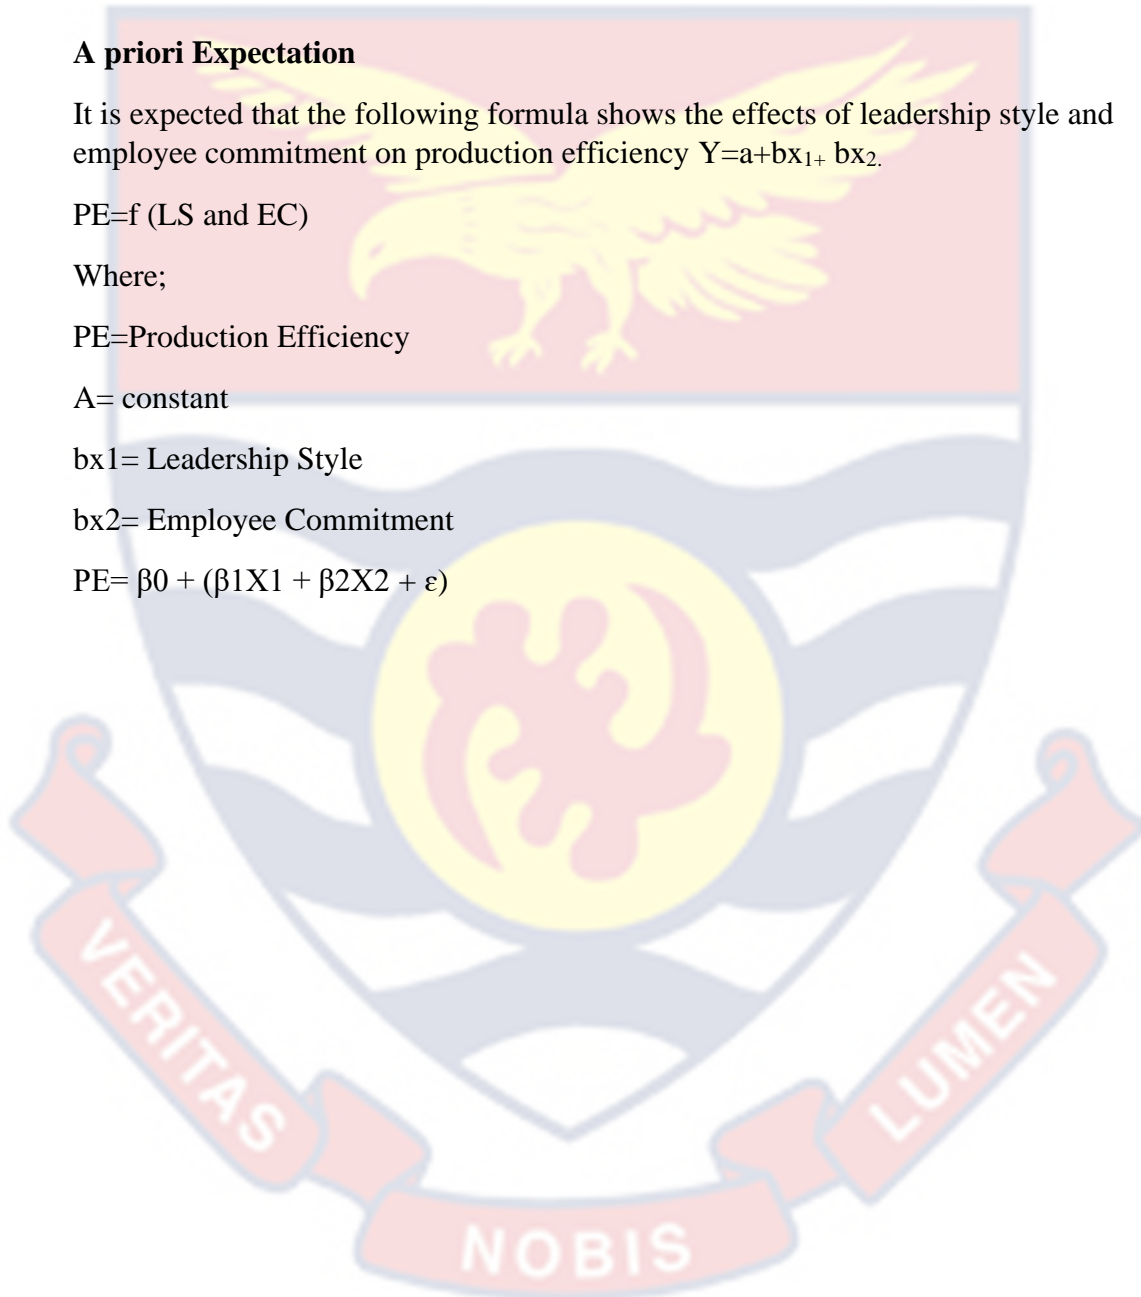 A priori Expectation
It is expected that the following formula shows the effects of leadership style and
employee commitment on production efficiency Y=a+bx₁₊ bx₂.
PE=f (LS and EC)
Where;
PE=Production Efficiency
A= constant
bx1= Leadership Style
bx2= Employee Commitment
PE= β0 + (β1X1 + β2X2 + ε)
VERITAS
NOBIS
LUMEN